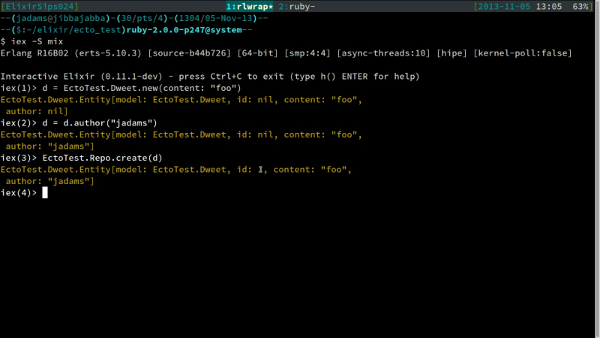 [ElixirSips024] 1:rlwrap* 2:ruby- [2013-11-05 13:05 63%]
--(jadams@jibbajabba)-(30/pts/4)-(1304/05-Nov-13)--
--($:~/elixir/ecto_test)ruby-2.0.0-p247@system--
$ iex -S mix
Erlang R16B02 (erts-5.10.3) [source-b44b726] [64-bit] [smp:4:4] [async-threads:10] [hipe] [kernel-poll:false]
Interactive Elixir (0.11.1-dev) - press Ctrl+C to exit (type h() ENTER for help)
iex(1)> d = EctoTest.Dweet.new(content: "foo")
EctoTest.Dweet.Entity[model: EctoTest.Dweet, id: nil, content: "foo",
author: nil]
iex(2)> d = d.author("jadams")
EctoTest.Dweet.Entity[model: EctoTest.Dweet, id: nil, content: "foo",
author: "jadams"]
iex(3)> EctoTest.Repo.create(d)
EctoTest.Dweet.Entity[model: EctoTest.Dweet, id: , content: "foo",
author: "jadams"]
iex(4)>